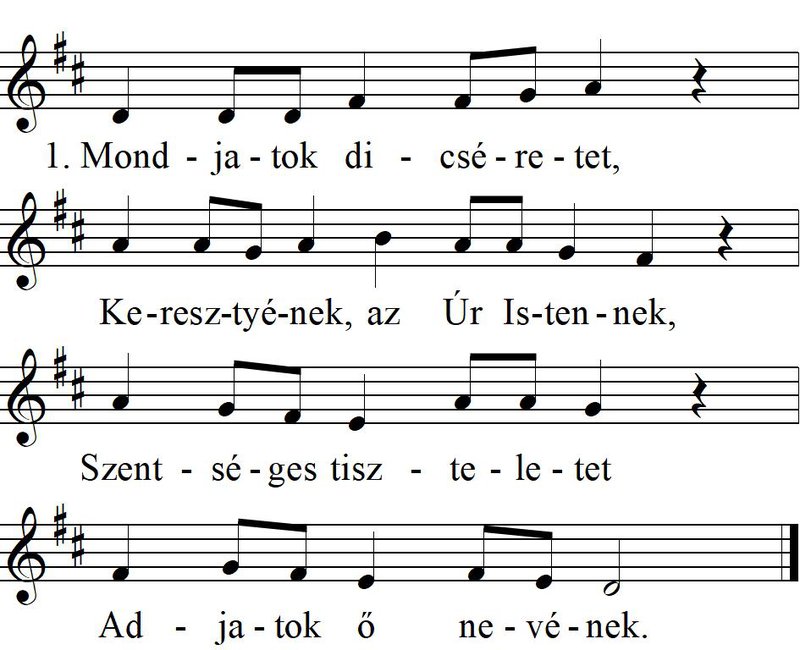 1. Mond - ja - tok di - csé - re - tet,
Ke - resz - tyé - nek, az Úr Is - ten - nek,
Szent - sé - ges tisz - te - le - tet
Ad - ja - tok ő ne - vé - nek.